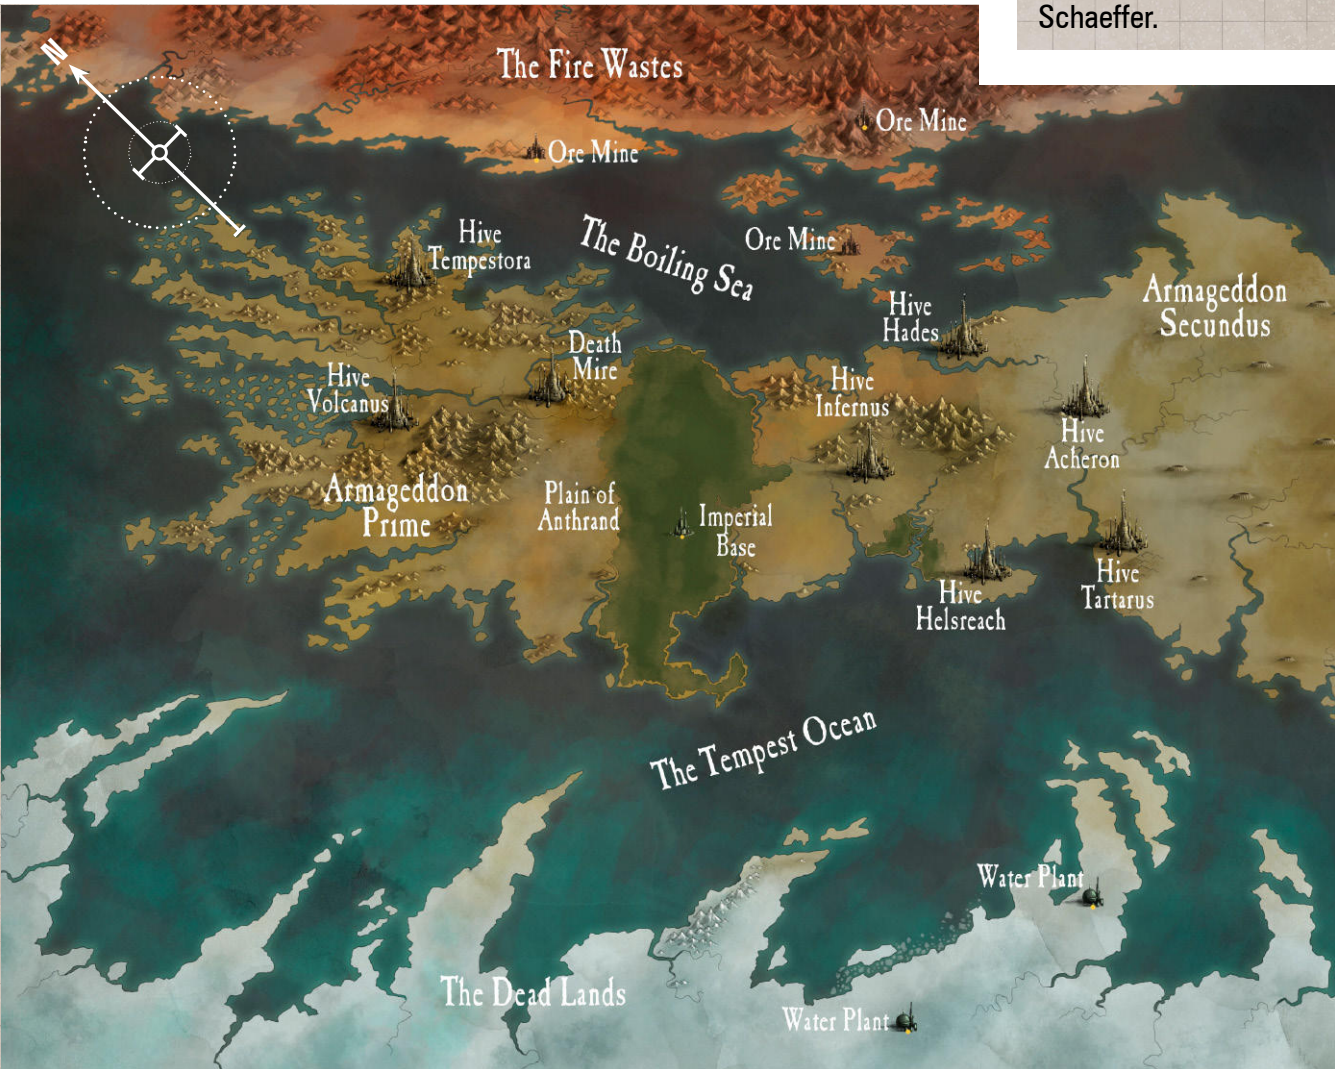 Schaeffer.
N
The Fire Wastes
Ore Mine
Ore Mine
Hive
Tempestora
The Boiling Sea
Ore Mine
Armageddon
Secundus
Hive
Hades
Death
Mire
Hive
Volcanus
Hive
Infernus
Hive
Acheron
Armageddon
Prime
Plain of
Anthrand
Imperial
Base
Hive
Helsreach
Hive
Tartarus
The Tempest Ocean
Water Plant
The Dead Lands
Water Plant